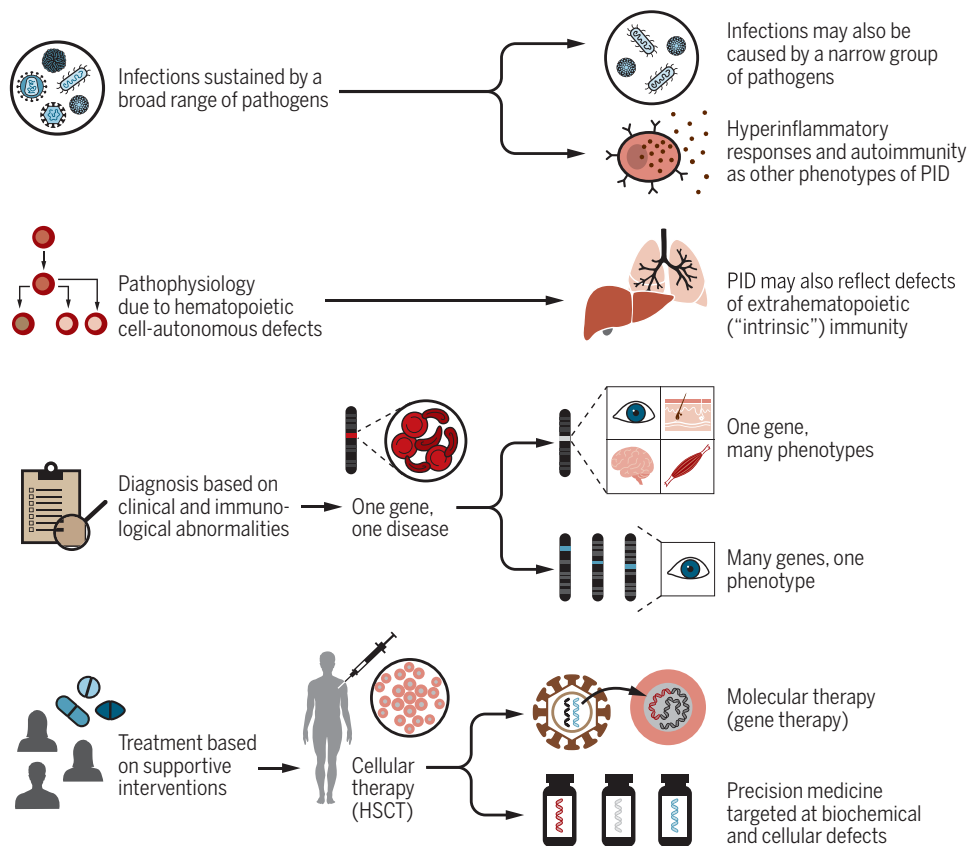 Infections sustained by a
broad range of pathogens
Infections may also be
caused by a narrow group
of pathogens
Hyperinflammatory
responses and autoimmunity
as other phenotypes of PID
Pathophysiology
due to hematopoietic
cell-autonomous defects
PID may also reflect defects
of extrahematopoietic
(“intrinsic”) immunity
Diagnosis based on
clinical and immuno-
logical abnormalities
One gene,
one disease
One gene,
many phenotypes
Many genes, one
phenotype
Treatment based
on supportive
interventions
Cellular
therapy
(HSCT)
Molecular therapy
(gene therapy)
Precision medicine
targeted at biochemical
and cellular defects